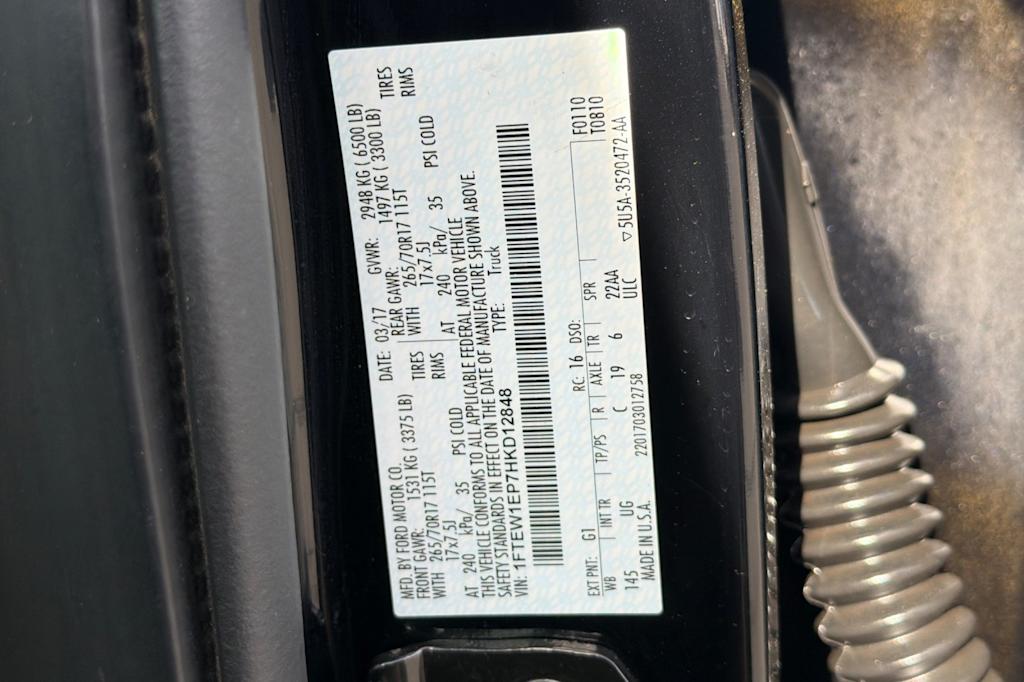 MFD. BY FORD MOTOR CO. DATE: 03/17 GVWR: 2948 KG ( 6500 LB)
FRONT GAWR: 1531 KG ( 3375 LB) REAR GAWR: 1497 KG ( 3300 LB)
WITH 265/70R17 115T TIRES WITH 265/70R17 115T TIRES
17x7.5J RIMS 17x7.5J RIMS
AT 240 kPa/ 35 PSI COLD AT 240 kPa/ 35 PSI COLD
THIS VEHICLE CONFORMS TO ALL APPLICABLE FEDERAL MOTOR VEHICLE
SAFETY STANDARDS IN EFFECT ON THE DATE OF MANUFACTURE SHOWN ABOVE.
VIN: 1FTEW1EP7HKD12848 TYPE: Truck
EXT PNT: G1 RC: 16 DSO: F0110
WB INT TR TP/PS R AXLE TR SPR T0810
145 UG C 19 6 22AA
ULC
MADE IN U.S.A. 2201703012758 ▽5USA-3520472-AA